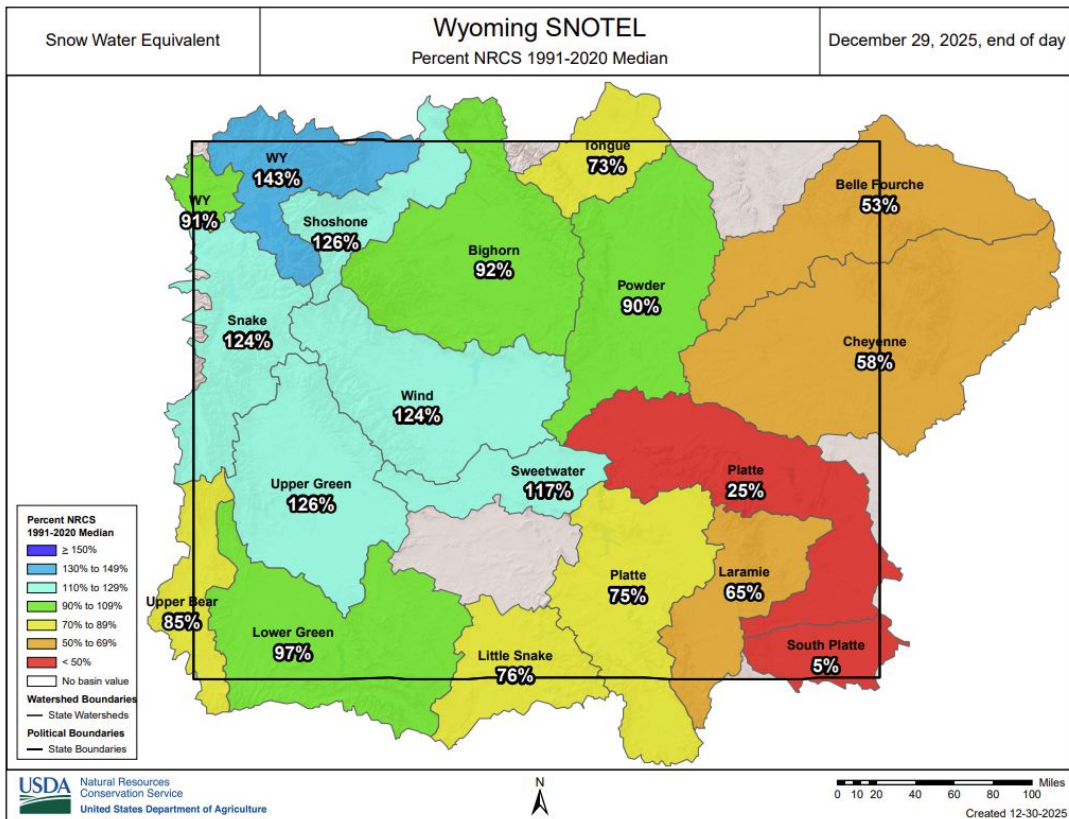 Snow Water Equivalent
Wyoming SNOTEL
Percent NRCS 1991-2020 Median
December 29, 2025, end of day
WY
143%
Tongue
73%
WY
91%
Shoshone
126%
Belle Fourche
53%
Bighorn
92%
Powder
90%
Snake
124%
Cheyenne
58%
Wind
124%
Upper Green
126%
Sweetwater
117%
Platte
25%
Platte
75%
Laramie
65%
Upper Bear
85%
Lower Green
97%
Little Snake
76%
South Platte
5%
Percent NRCS
1991-2020 Median
≥ 150%
130% to 149%
110% to 129%
90% to 109%
70% to 89%
50% to 69%
< 50%
No basin value
Watershed Boundaries
State Watersheds
Political Boundaries
State Boundaries
USDA
Natural Resources
Conservation Service
United States Department of Agriculture
N
Miles
0 10 20 40 60 80 100
Created 12-30-2025